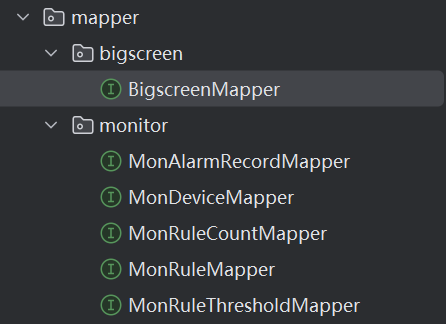 mapper
bigscreen
BigscreenMapper
monitor
MonAlarmRecordMapper
MonDeviceMapper
MonRuleCountMapper
MonRuleMapper
MonRuleThresholdMapper